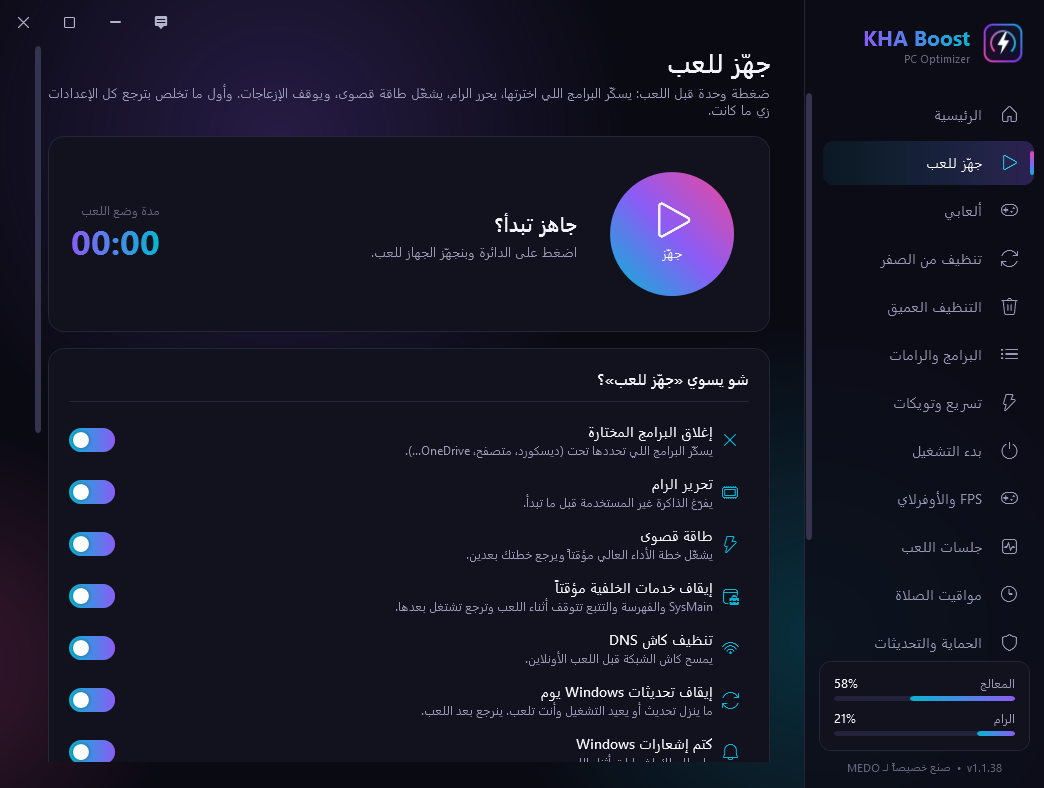 KHA Boost
PC Optimizer
الرئيسية
جهّز للعب
ألعابي
تنظيف من الصفر
التنظيف العميق
البرامج والرامات
تسريع وتويكات
بدء التشغيل
FPS والأوفرلاي
جلسات اللعب
مواقيت الصلاة
الحماية والتحديثات
المعالج 58%
الرام 21%
v1.1.38 • صنع خصيصاً لـ MEDO
جهّز للعب
ضغطة وحدة قبل اللعب: يسكّر البرامج اللي اخترتها، يحرر الرام، يشغّل طاقة قصوى، ويوقف الإزعاجات. وأول ما تخلص بترجع كل الإعدادات
زي ما كانت.
جهّز
جاهز تبدأ؟
اضغط على الدائرة وبنجهّز الجهاز للعب.
مدة وضع اللعب
00:00
شو يسوي «جهّز للعب»؟
إغلاق البرامج المختارة
يسكّر البرامج اللي تحددها تحت (ديسكورد، متصفح، OneDrive...).
تحرير الرام
يفرّغ الذاكرة غير المستخدمة قبل ما تبدأ.
طاقة قصوى
يشغّل خطة الأداء العالي مؤقتاً ويرجع خطتك بعدين.
إيقاف خدمات الخلفية مؤقتاً
SysMain والفهرسة والتتبع تتوقف أثناء اللعب وترجع تشتغل بعدها.
تنظيف كاش DNS
يمسح كاش الشبكة قبل اللعب الأونلاين.
إيقاف تحديثات Windows يوم
ما ينزل تحديث أو يعيد التشغيل وأنت تلعب. ينرجع بعد اللعب.
كتم إشعارات Windows